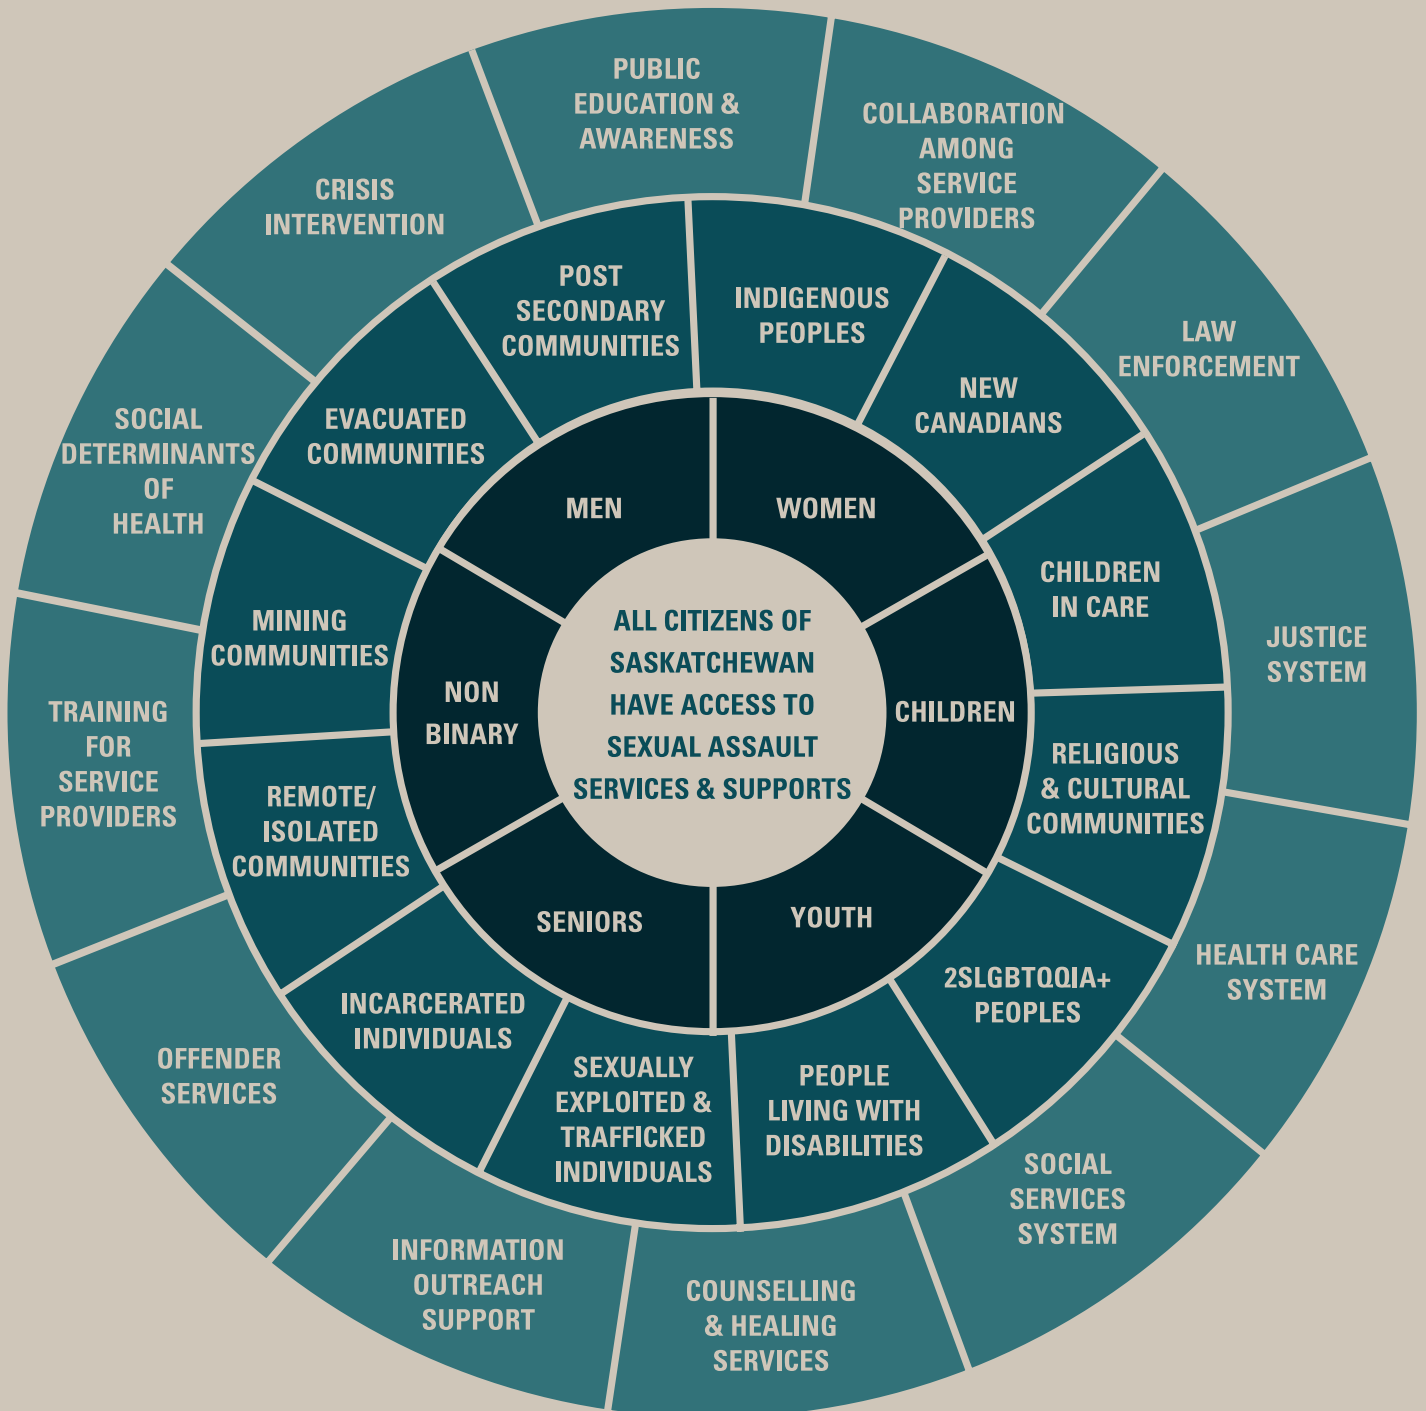 PUBLIC
EDUCATION &
AWARENESS
COLLABORATION
AMONG
SERVICE
PROVIDERS
LAW
ENFORCEMENT
JUSTICE
SYSTEM
HEALTH CARE
SYSTEM
SOCIAL
SERVICES
SYSTEM
COUNSELLING
& HEALING
SERVICES
INFORMATION
OUTREACH
SUPPORT
OFFENDER
SERVICES
TRAINING
FOR
SERVICE
PROVIDERS
SOCIAL
DETERMINANTS
OF
HEALTH
CRISIS
INTERVENTION
POST
SECONDARY
COMMUNITIES
INDIGENOUS
PEOPLES
NEW
CANADIANS
CHILDREN
IN CARE
RELIGIOUS
& CULTURAL
COMMUNITIES
2SLGBTQQIA+
PEOPLES
PEOPLE
LIVING WITH
DISABILITIES
SEXUALLY
EXPLOITED &
TRAFFICKED
INDIVIDUALS
INCARCERATED
INDIVIDUALS
REMOTE/
ISOLATED
COMMUNITIES
MINING
COMMUNITIES
EVACUATED
COMMUNITIES
MEN
WOMEN
CHILDREN
YOUTH
SENIORS
NON
BINARY
ALL CITIZENS OF
SASKATCHEWAN
HAVE ACCESS TO
SEXUAL ASSAULT
SERVICES & SUPPORTS